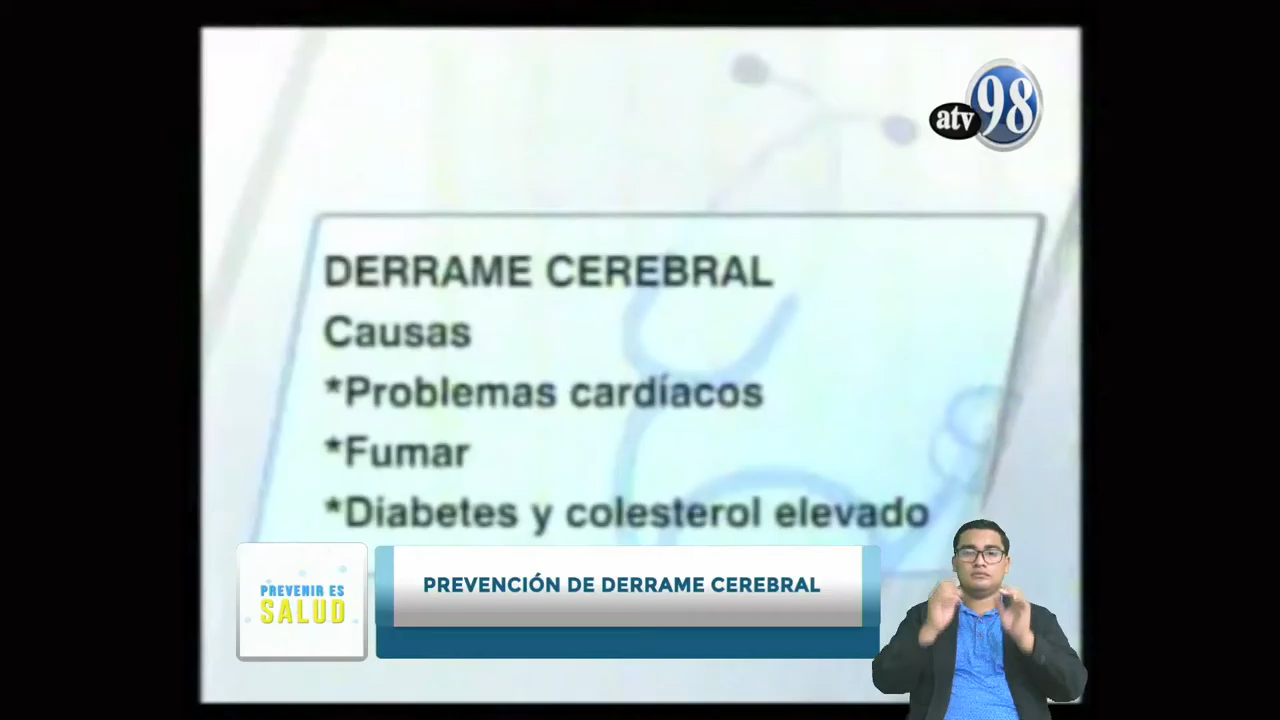 atv 98
DERRAME CEREBRAL
Causas
*Problemas cardíacos
*Fumar
*Diabetes y colesterol elevado
PREVENIR ES
SALUD
PREVENCIÓN DE DERRAME CEREBRAL